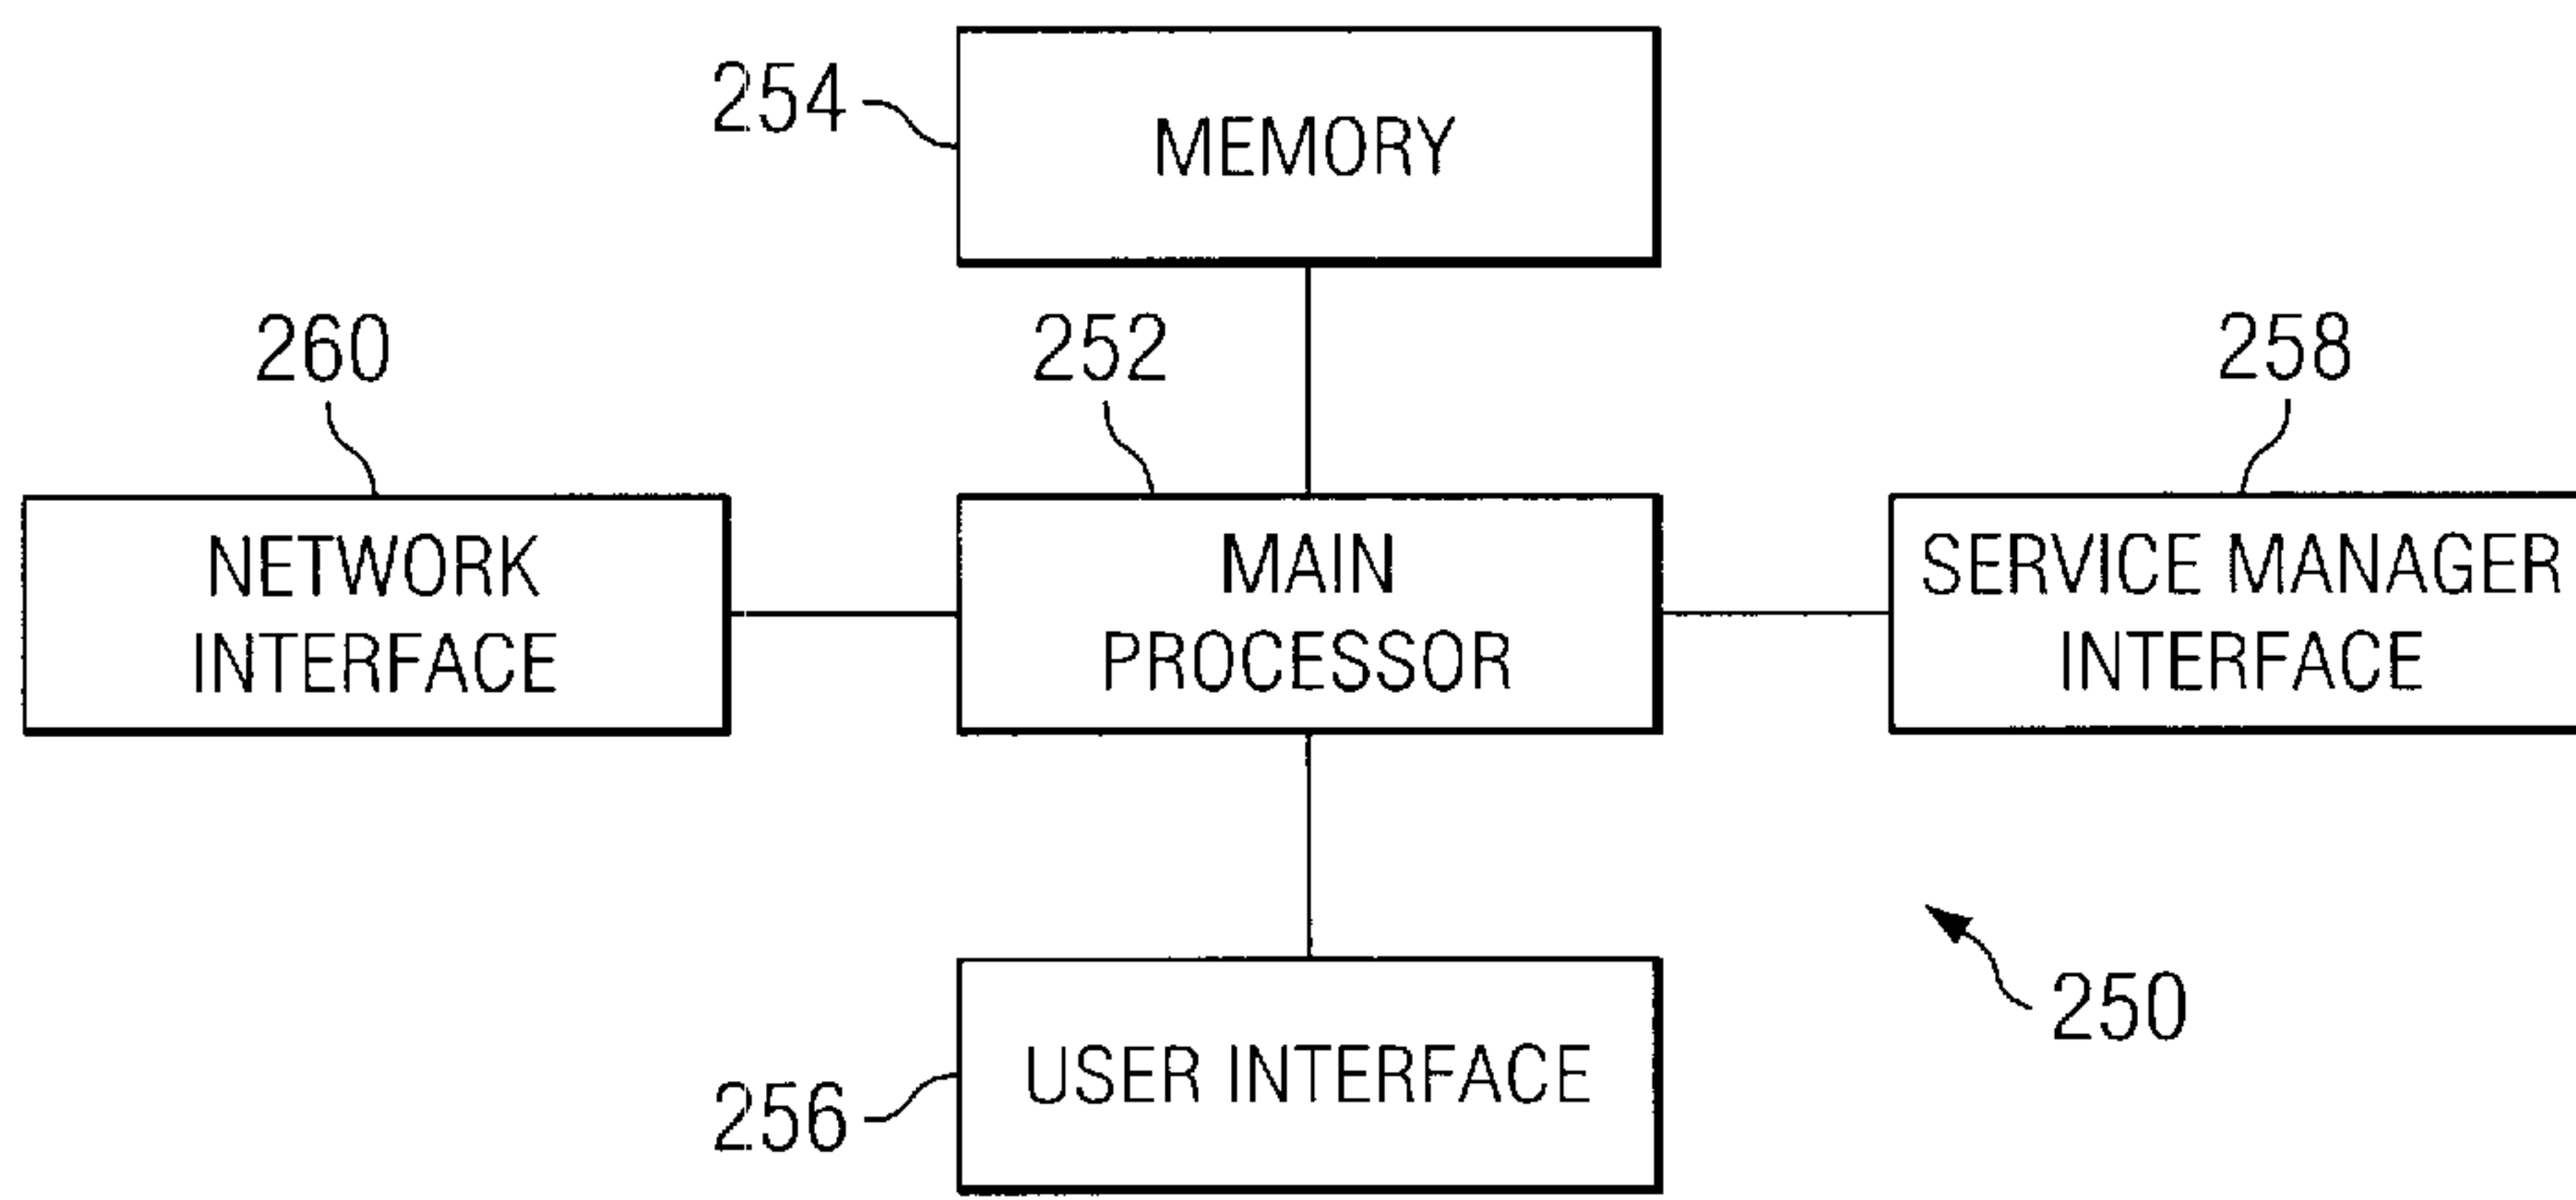 254
MEMORY
260
252
258
NETWORK
INTERFACE
MAIN
PROCESSOR
SERVICE MANAGER
INTERFACE
250
256
USER INTERFACE